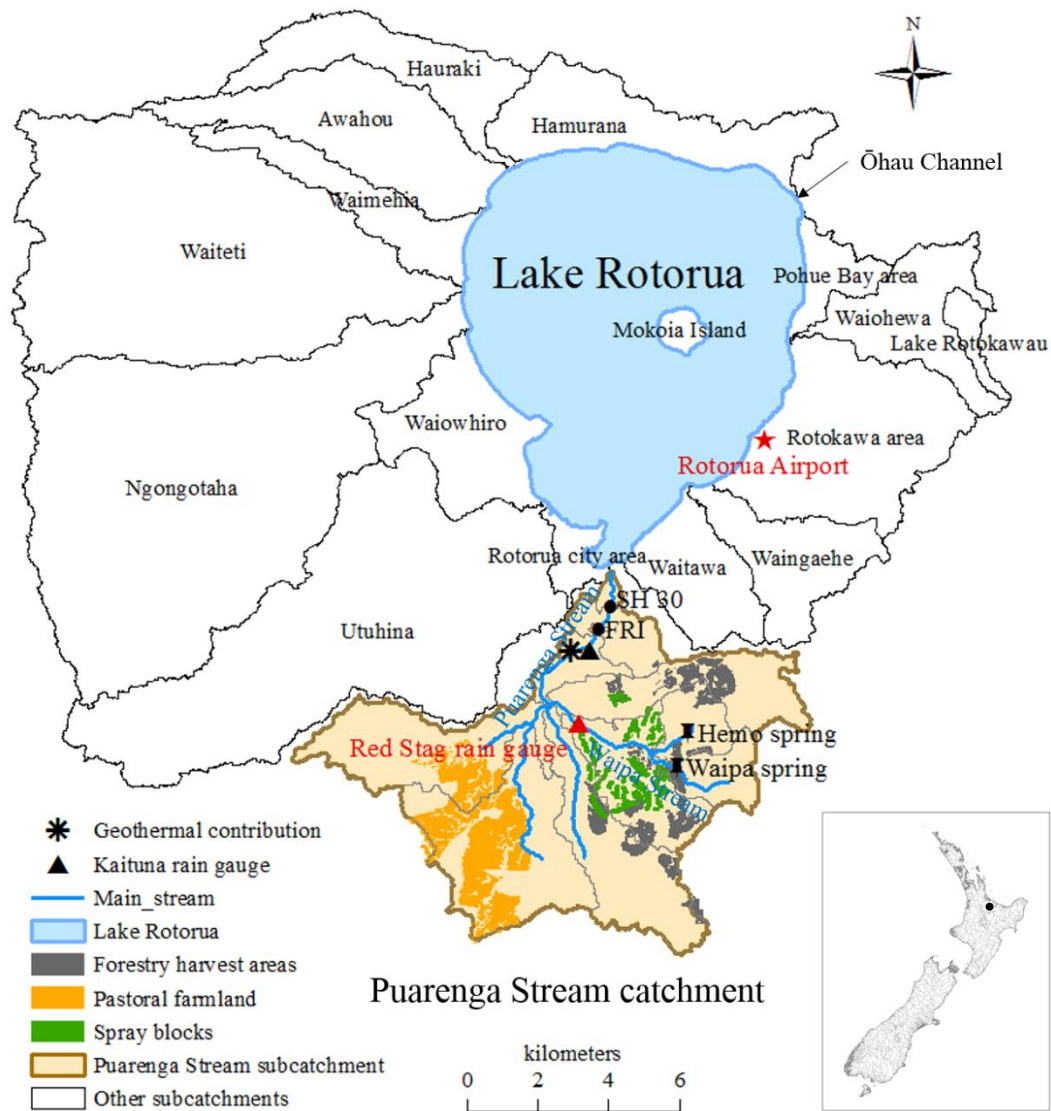 N
Hauraki
Awahou
Hamurana
Ōhau Channel
Waimehia
Waiteti
Lake Rotorua
Pohue Bay area
Mokoia Island
Waiohewa
Lake Rotokawau
Waiowhiro
Rotokawa area
Rotorua Airport
Ngongotaha
Rotorua city area
Waitawa
Waingaehe
SH 30
FRI
Utuhina
Puarenga Stream
Red Stag rain gauge
Hemo spring
Waipa spring
Waipa Stream
Geothermal contribution
Kaituna rain gauge
Main_stream
Lake Rotorua
Forestry harvest areas
Pastoral farmland
Spray blocks
Puarenga Stream subcatchment
Other subcatchments
Puarenga Stream catchment
kilometers
0 2 4 6